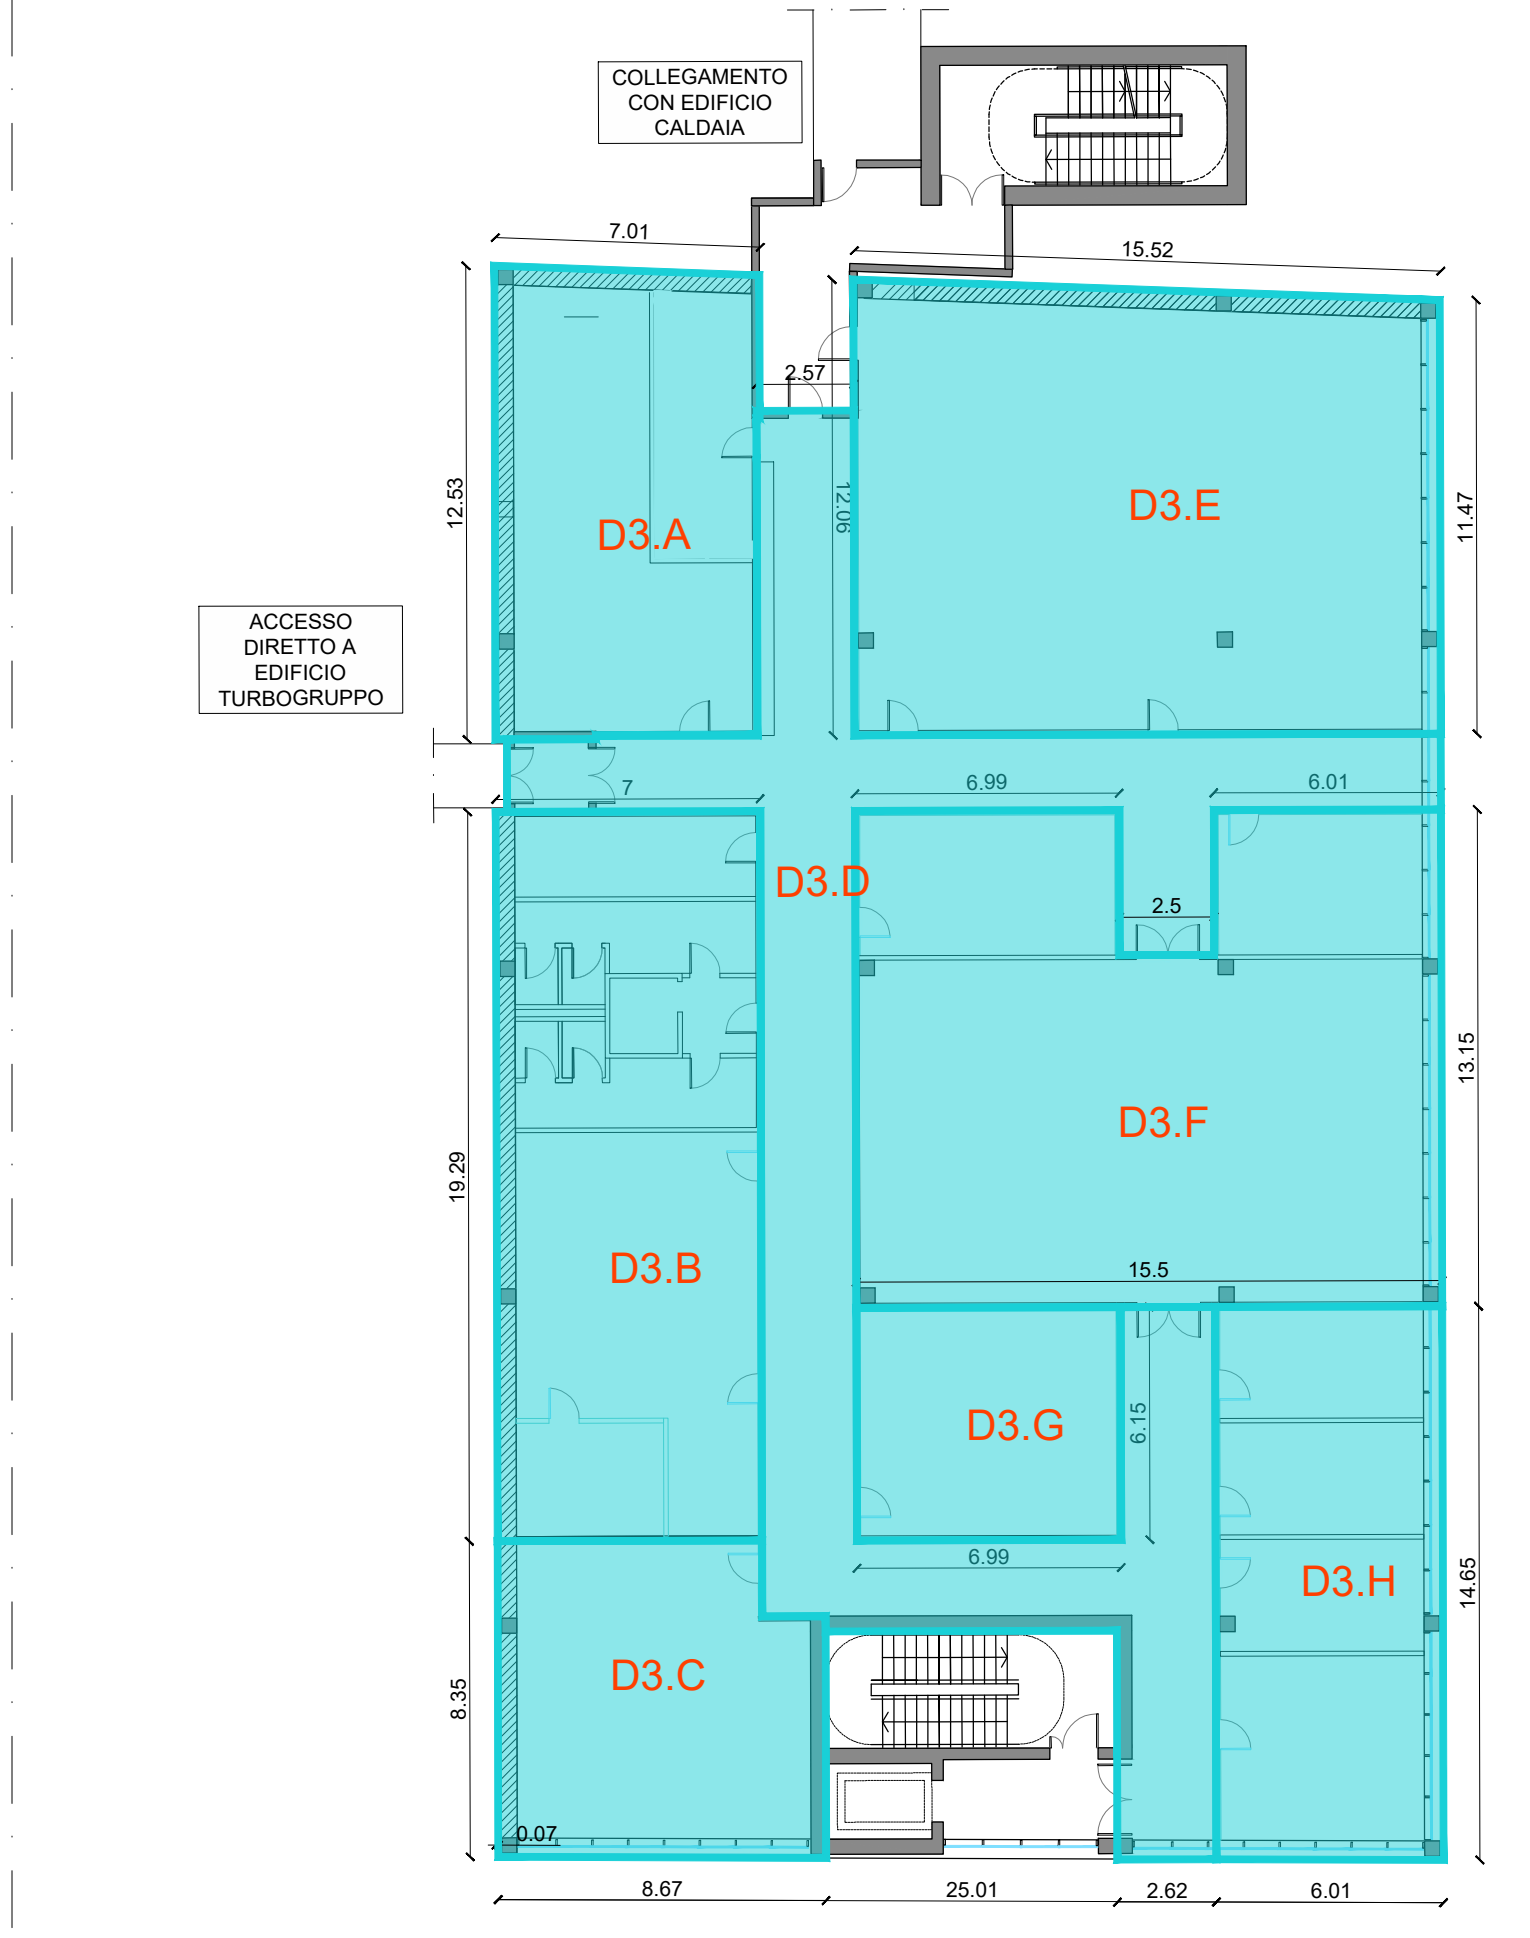 COLLEGAMENTO
CON EDIFICIO
CALDAIA
7.01
15.52
12.53
2.57
12.06
11.47
D3.A
D3.E
ACCESSO
DIRETTO A
EDIFICIO
TURBOGRUPPO
7
6.99
6.01
D3.D
2.5
13.15
D3.F
19.29
D3.B
15.5
D3.G
6.15
6.99
D3.H
14.65
D3.C
8.35
0.07
8.67
25.01
2.62
6.01